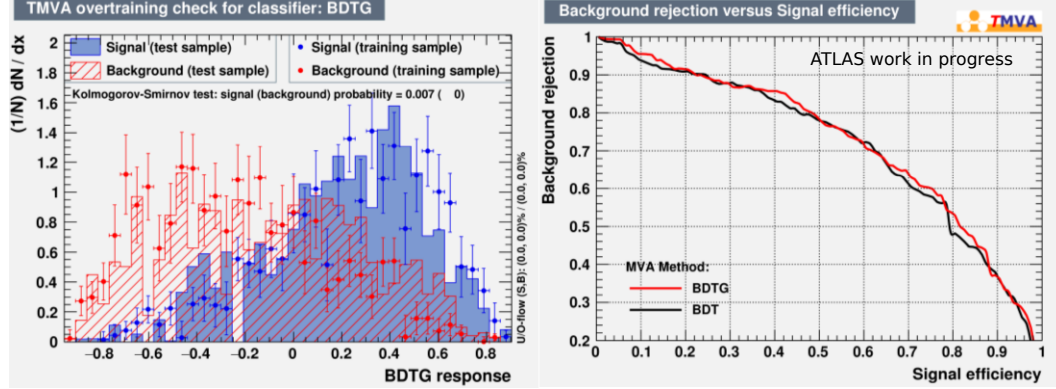 TMVA overtraining check for classifier: BDTG
(1/N) dN / dx
2
1.8
1.6
1.4
1.2
1
0.8
0.6
0.4
0.2
0
Signal (test sample)
Background (test sample)
Signal (training sample)
Background (training sample)
Kolmogorov-Smirnov test: signal (background) probability = 0.007 ( 0)
−0.8 −0.6 −0.4 −0.2 0 0.2 0.4 0.6 0.8
BDTG response
U/O-flow (S,B): (0.0, 0.0)% / (0.0, 0.0)%
Background rejection versus Signal efficiency
TMVA
Background rejection
1
0.9
0.8
0.7
0.6
0.5
0.4
0.3
0.2
ATLAS work in progress
MVA Method:
BDTG
BDT
0 0.1 0.2 0.3 0.4 0.5 0.6 0.7 0.8 0.9 1
Signal efficiency